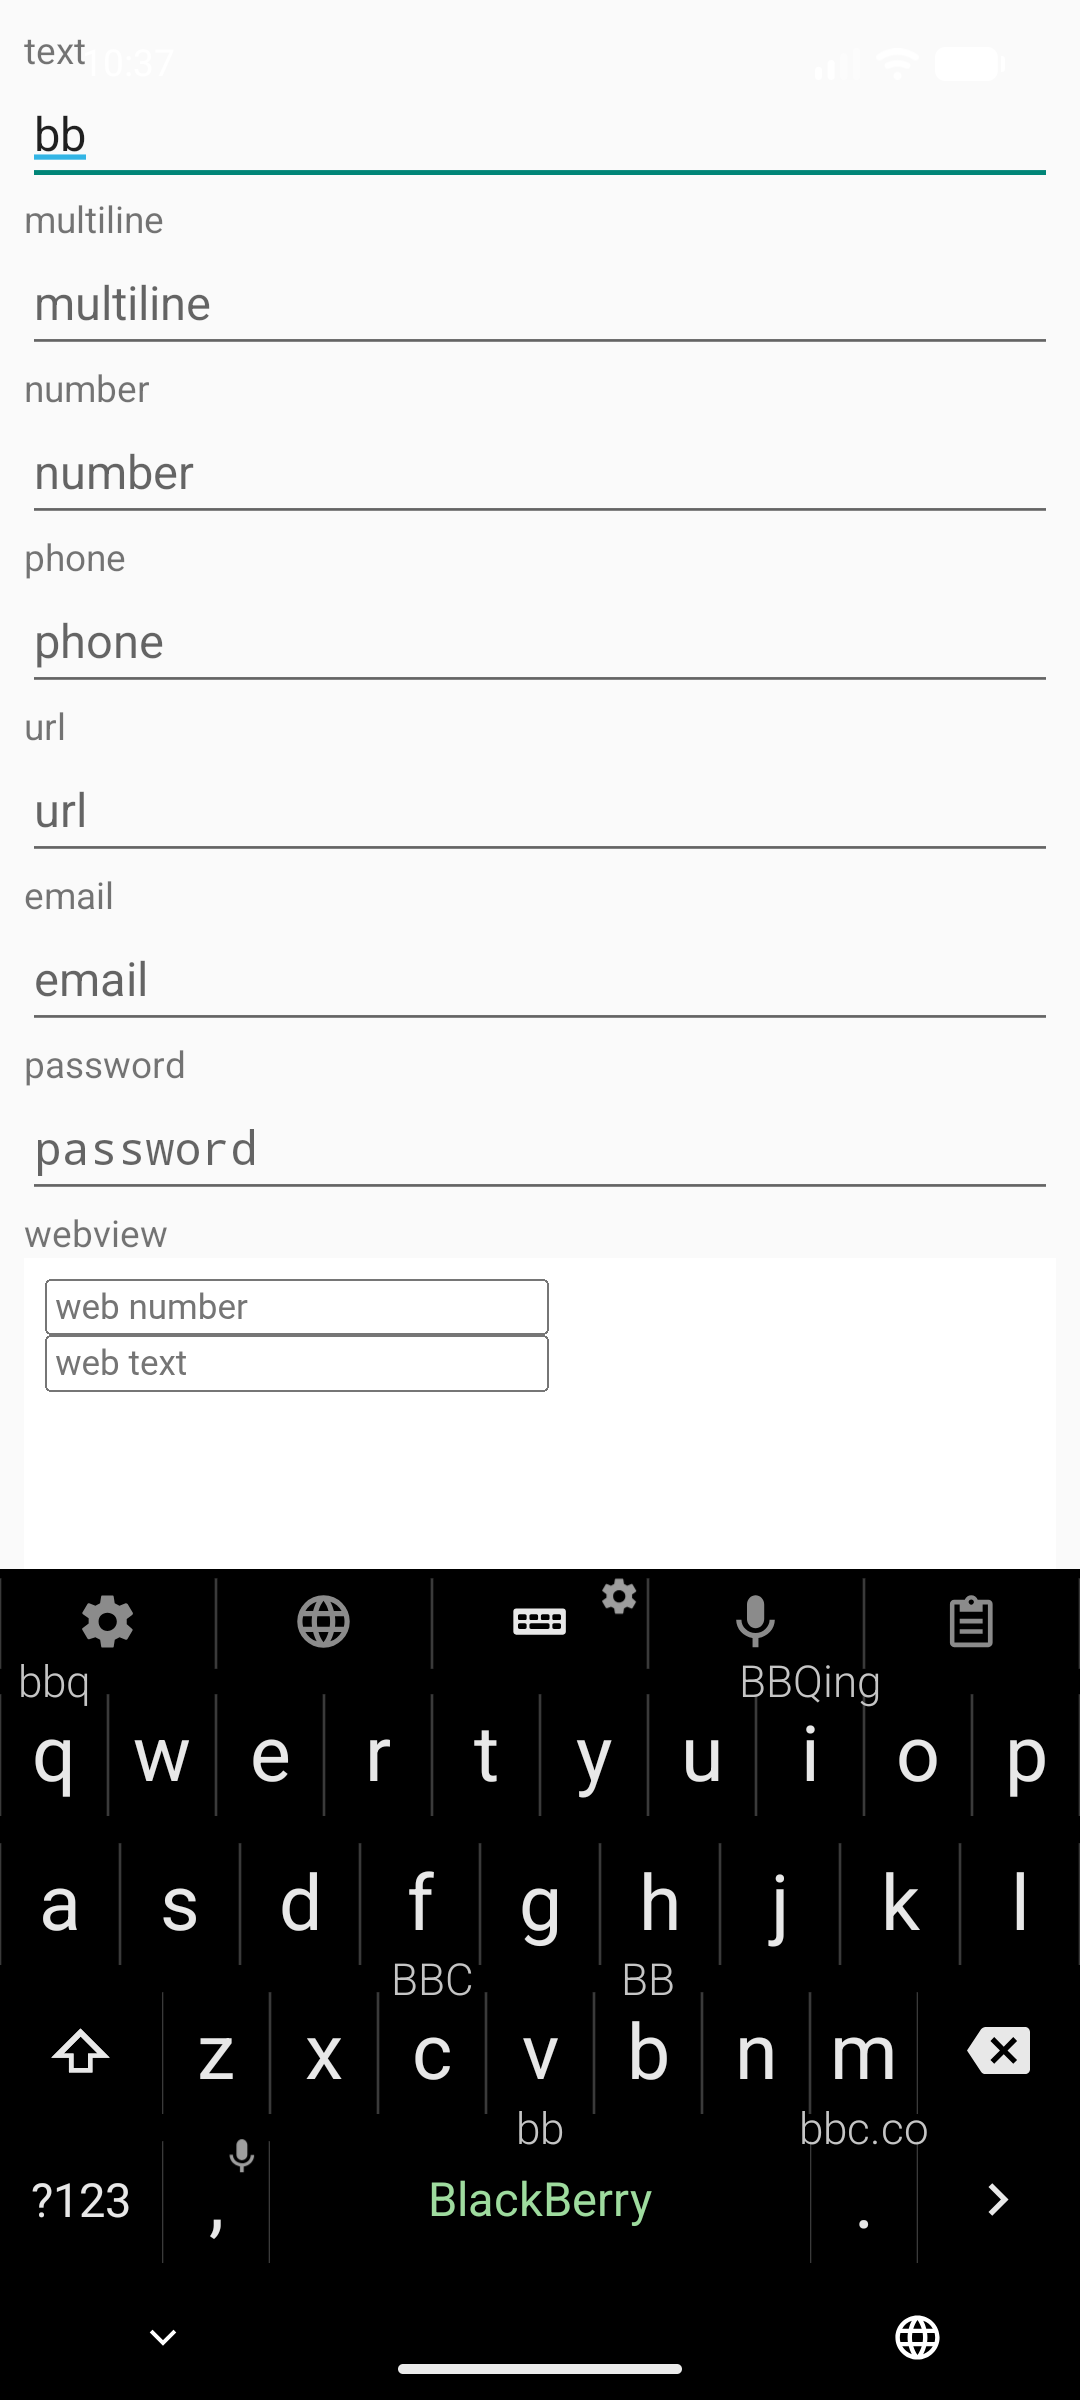 text
10:37
bb
multiline
multiline
number
number
phone
phone
url
url
email
email
password
password
webview
web number
web text
bbq BBQing
q w e r t y u i o p
a s d f g h j k l
BBC BB
z x c v b n m
bb bbc.co
?123 , BlackBerry .